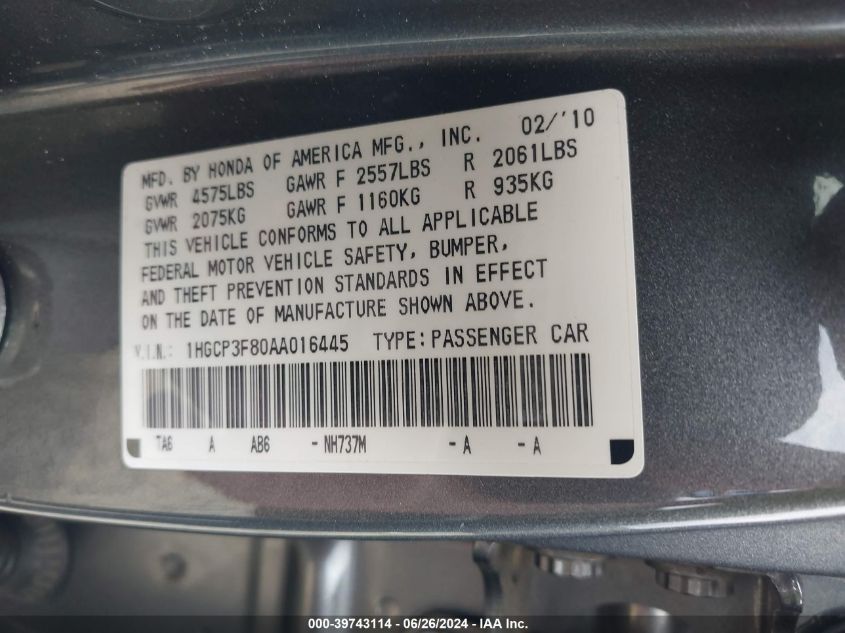 MFD. BY HONDA OF AMERICA MFG., INC. 02/'10
GVWR 4575LBS GAWR F 2557LBS R 2061LBS
GVWR 2075KG GAWR F 1160KG R 935KG
THIS VEHICLE CONFORMS TO ALL APPLICABLE
FEDERAL MOTOR VEHICLE SAFETY, BUMPER,
AND THEFT PREVENTION STANDARDS IN EFFECT
ON THE DATE OF MANUFACTURE SHOWN ABOVE.
V.I.N.: 1HGCP3F80AA016445 TYPE: PASSENGER CAR
TA6 A AB6 - NH737M - A - A
000-39743114 - 06/26/2024 - IAA Inc.